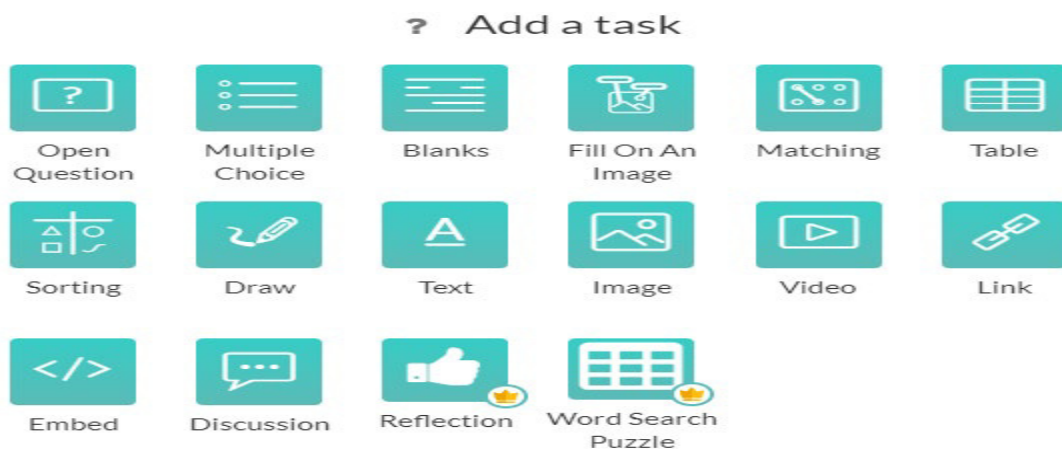 ? Add a task
?
Open
Question
Multiple
Choice
Blanks
Fill On An
Image
Matching
Table
Sorting
Draw
A
Text
Image
Video
Link
</>
Embed
Discussion
Reflection
Word Search
Puzzle